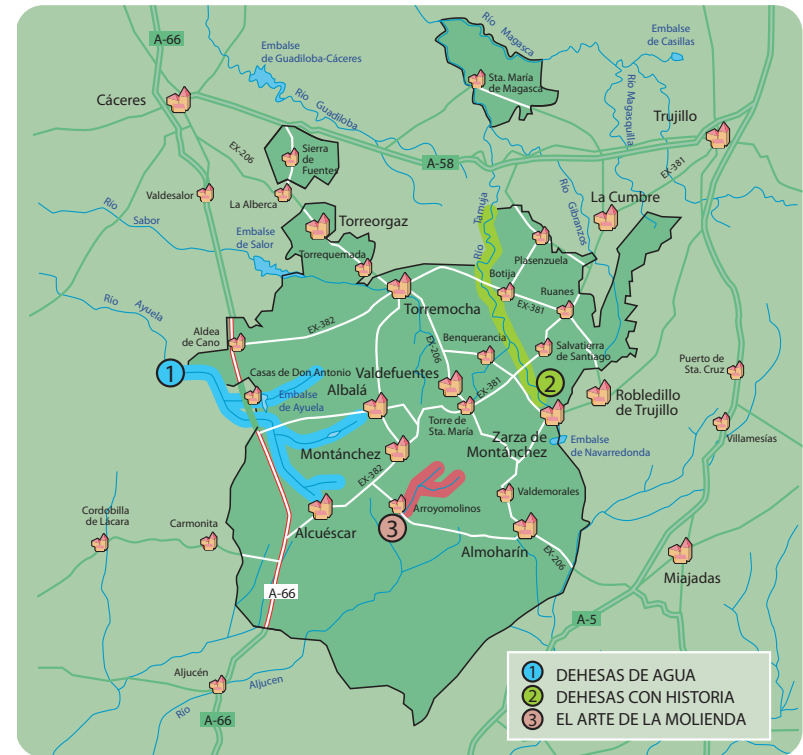 A-66
Embalse
de Guadiloba-Cáceres
Río Magasca
Embalse
de Casillas
Cáceres
Sta. María
de Magasca
Río Guadiloba
Río Magasquilla
Trujillo
EX-206
Sierra
de
Fuentes
A-58
EX-381
Valdesalor
La Alberca
Río Tamuja
Río Gibranzos
La Cumbre
Río
Sabor
Torreorgaz
Embalse
de Salor
Torrequemada
Plasenzuela
Botija
Ruanes
Río
Ayuela
Torremocha
EX-381
Aldea
de Cano
EX-382
EX-206
Benquerancia
Salvatierra
de Santiago
1
Casas de Don Antonio
Valdefuentes
Puerto de
Sta. Cruz
Embalse
de Ayuela
Albalá
EX-381
2
Robledillo
de Trujillo
Torre de
Sta. María
Zarza de
Montánchez
Embalse
de Navarredonda
Villamesías
Montánchez
EX-382
Valdemorales
Cordobilla
de Lácara
Carmonita
Alcuéscar
Arroyomolinos
3
Almoharín
EX-206
Miajadas
A-66
A-5
Aljucén
Río Aljucen
A-66
1 DEHESAS DE AGUA
2 DEHESAS CON HISTORIA
3 EL ARTE DE LA MOLIENDA